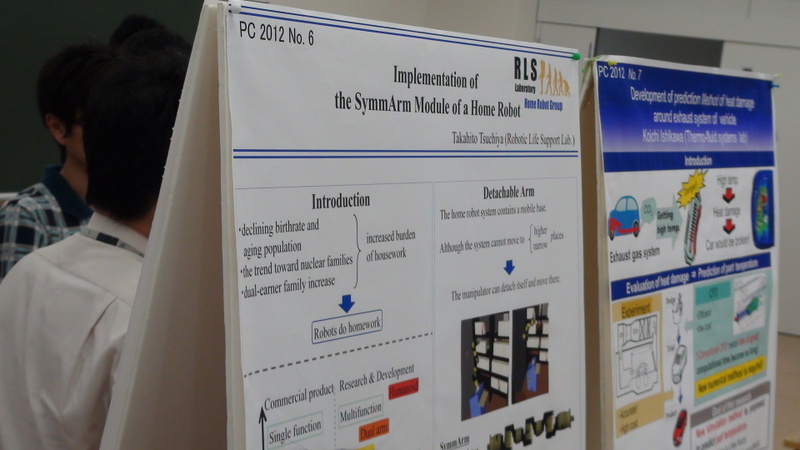 PC 2012 No. 6
Implementation of
the SymmArm Module of a Home Robot
RLS
Laboratory
Home Robot Group
Takahito Tsuchiya (Robotic Life Support Lab.)
Introduction
・declining birthrate and
aging population
・the trend toward nuclear families
・dual-earner family increase
increased burden
of housework
Robots do homework
Commercial product
Single function
Research & Development
Multifunction
Humanoid
Dual arm
Detachable Arm
The home robot system contains a mobile base.
Although the system cannot move to
higher
narrow
places
The manipulator can detach itself and move there.
SymmArm
PC 2012 No. 7
Development of prediction Method of heat damage
around exhaust system of vehicle
Koichi Ishikawa (Thermo-fluid systems lab)
Introduction
CO2
Getting
high temp.
Exhaust gas system
High temp.
Heat damage
Car would be broken
Evaluation of heat damage ⇒ Prediction of part temperatures
Experiment
CFD
New numerical method is required